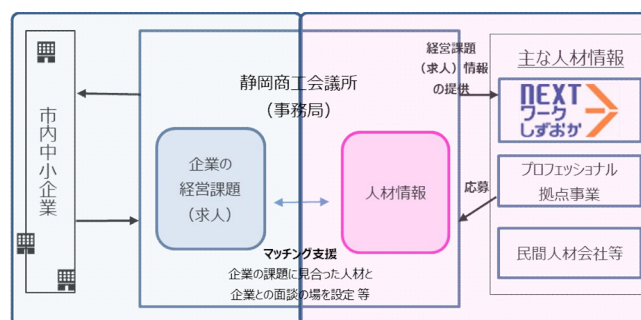 市内中小企業
静岡商工会議所
（事務局）
企業の
経営課題
（求人）
人材情報
マッチング支援
企業の課題に見合った人材と
企業との面談の場を設定 等
経営課題
（求人）情報
の提供
応募
主な人材情報
NEXT
ワーク
しずおか
プロフェッショナル
拠点事業
民間人材会社等